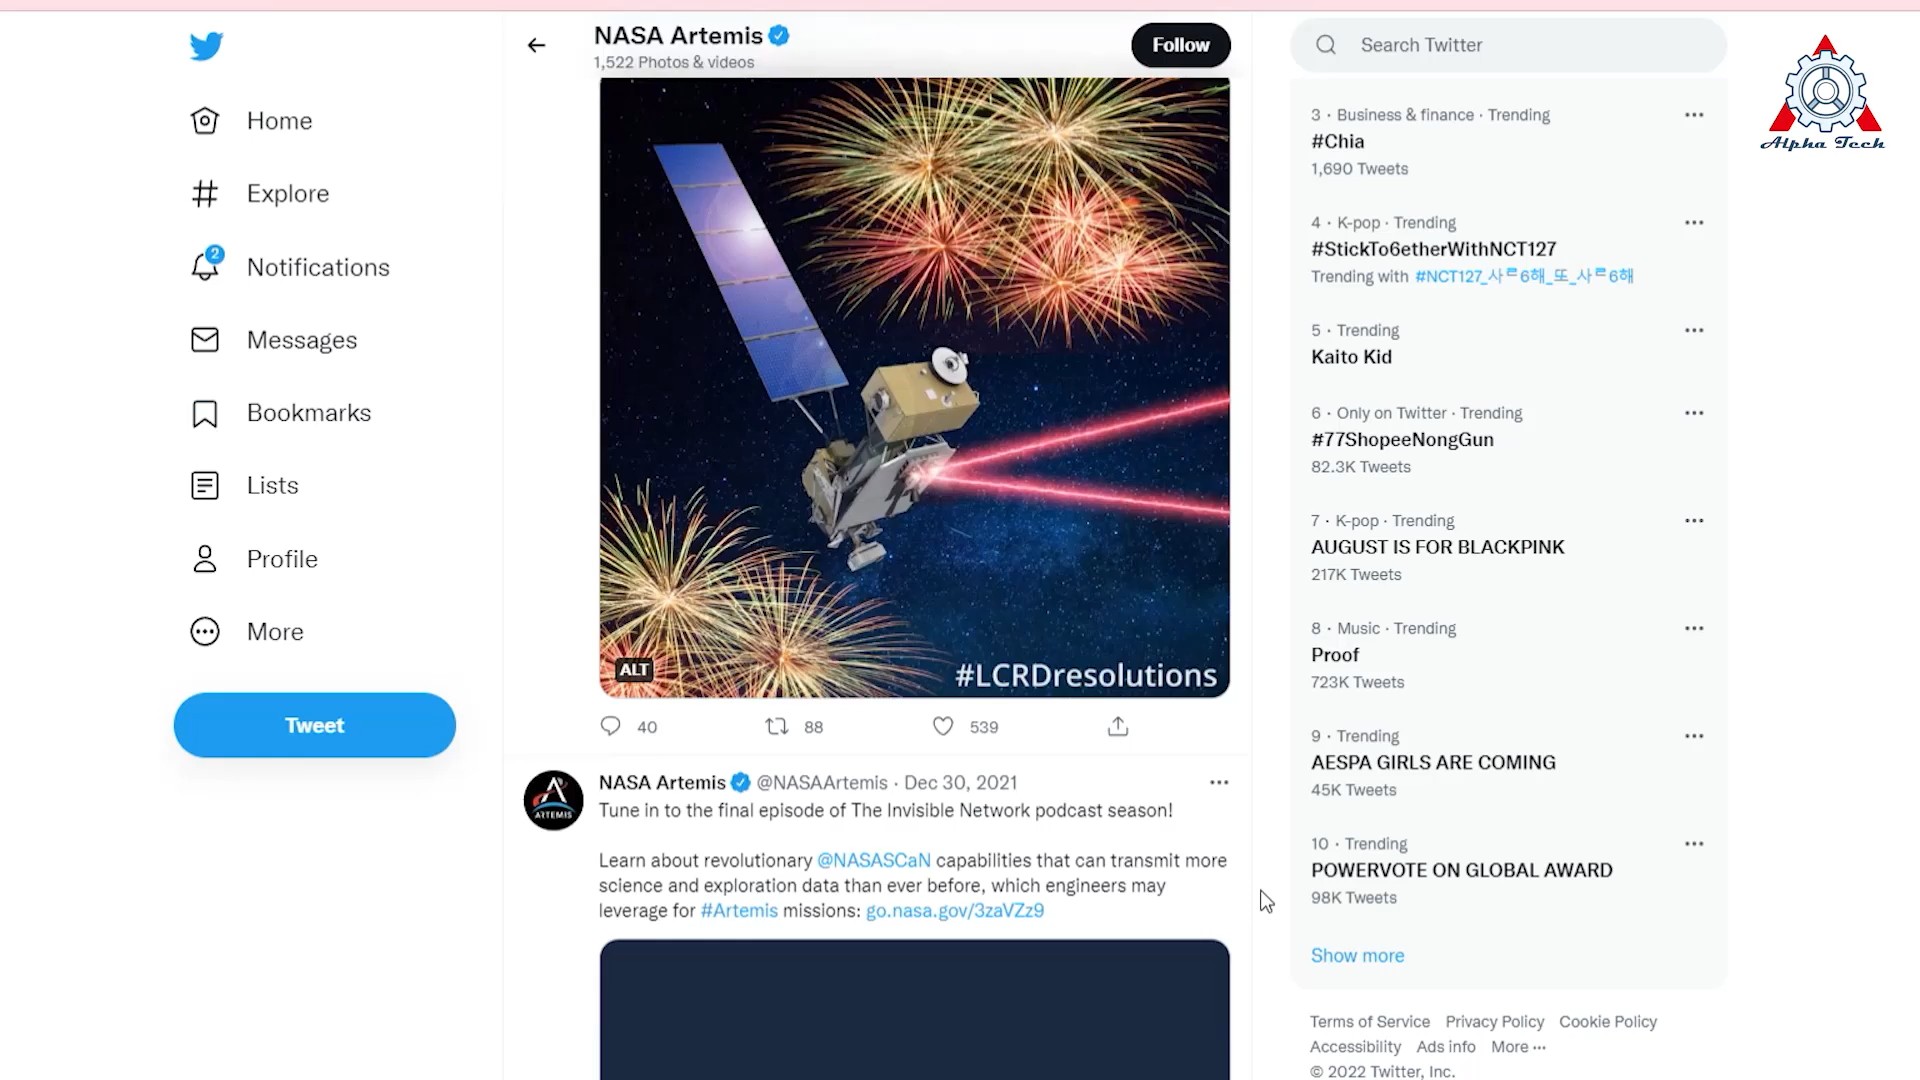 Home
Explore
2
Notifications
Messages
Bookmarks
Lists
Profile
More
Tweet
NASA Artemis
1,522 Photos & videos
Follow
ALT
#LCRDresolutions
40
88
539
NASA Artemis @NASAArtemis · Dec 30, 2021
ARTEMIS
Tune in to the final episode of The Invisible Network podcast season!
Learn about revolutionary @NASASCaN capabilities that can transmit more
science and exploration data than ever before, which engineers may
leverage for #Artemis missions: go.nasa.gov/3zaVZz9
Search Twitter
3 · Business & finance · Trending
#Chia
1,690 Tweets
4 · K-pop · Trending
#StickTo6etherWithNCT127
Trending with #NCT127_사ᄅ6해_또_사ᄅ6해
5 · Trending
Kaito Kid
6 · Only on Twitter · Trending
#77ShopeeNongGun
82.3K Tweets
7 · K-pop · Trending
AUGUST IS FOR BLACKPINK
217K Tweets
8 · Music · Trending
Proof
723K Tweets
9 · Trending
AESPA GIRLS ARE COMING
45K Tweets
10 · Trending
POWERVOTE ON GLOBAL AWARD
98K Tweets
Show more
Terms of Service Privacy Policy Cookie Policy
Accessibility Ads info More ···
© 2022 Twitter, Inc.
Alpha Tech